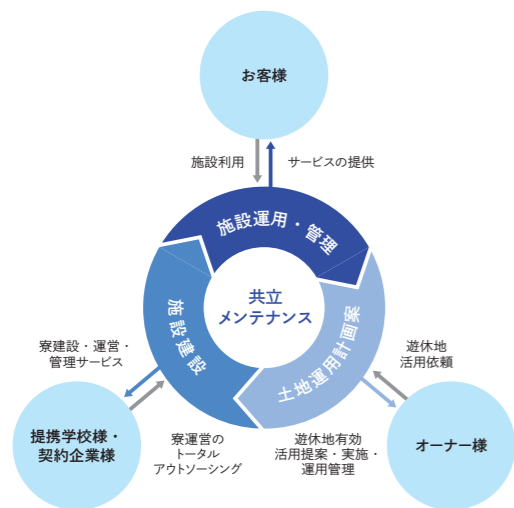 お客様
施設利用
サービスの提供
施設運用・管理
共立
メンテナンス
施設建設
土地運用計画案
寮建設・運営・
管理サービス
遊休地
活用依頼
提携学校様・
契約企業様
寮運営の
トータル
アウトソーシング
遊休地有効
活用提案・実施・
運用管理
オーナー様